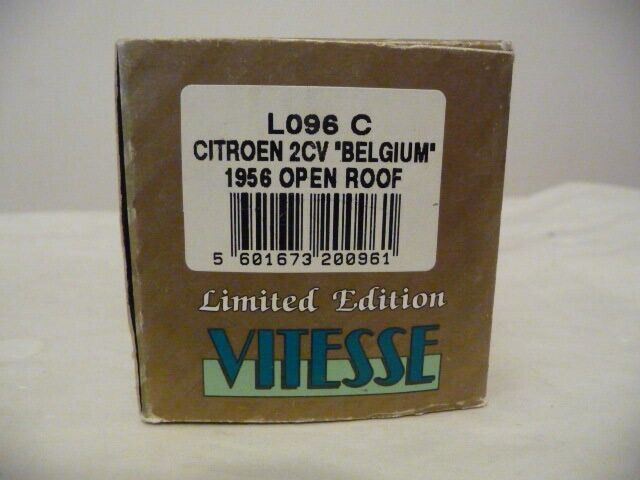 L096 C
CITROEN 2CV "BELGIUM"
1956 OPEN ROOF
5 601673 200961
Limited Edition
VITESSE